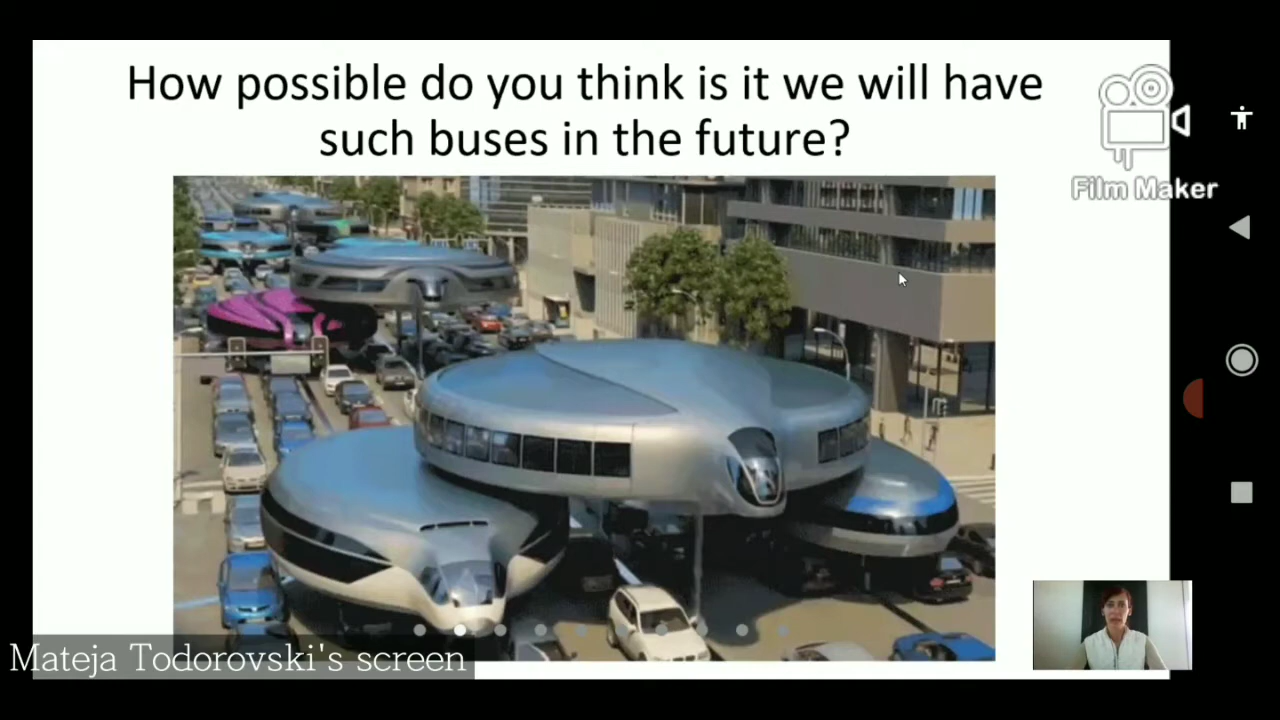 How possible do you think is it we will have
such buses in the future?
Film Maker
Mateja Todorovski's screen